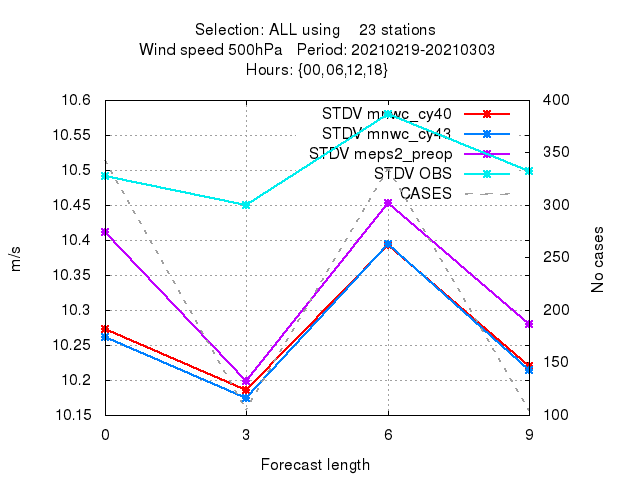 Selection: ALL using 23 stations
Wind speed 500hPa Period: 20210219-20210303
Hours: {00,06,12,18}
STDV mnwc_cy40
STDV mnwc_cy43
STDV meps2_preop
STDV OBS
CASES
10.6
10.55
10.5
10.45
10.4
10.35
10.3
10.25
10.2
10.15
400
350
300
250
200
150
100
m/s
No cases
0 3 6 9
Forecast length